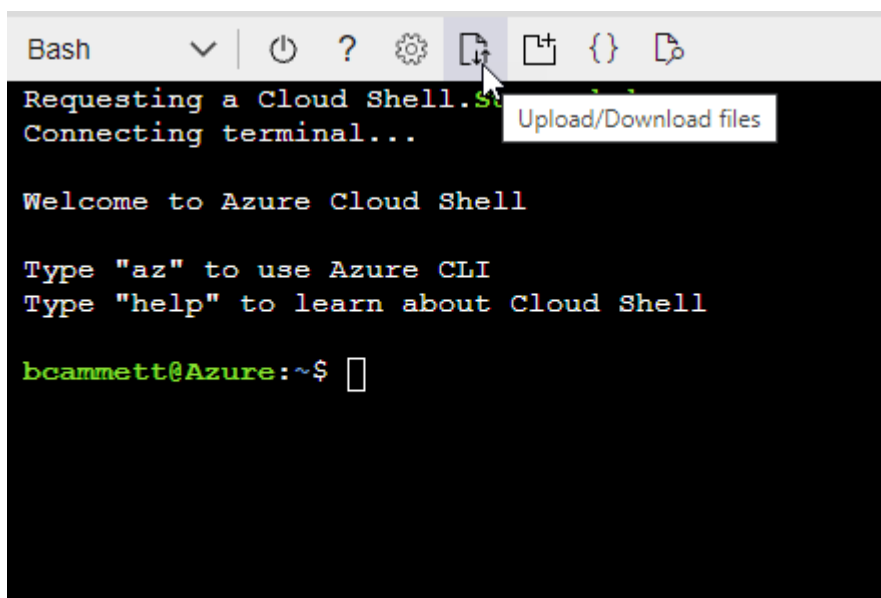 Bash
?
{}
Requesting a Cloud Shell.
Upload/Download files
Connecting terminal...
Welcome to Azure Cloud Shell
Type "az" to use Azure CLI
Type "help" to learn about Cloud Shell
bcammett@Azure:~$